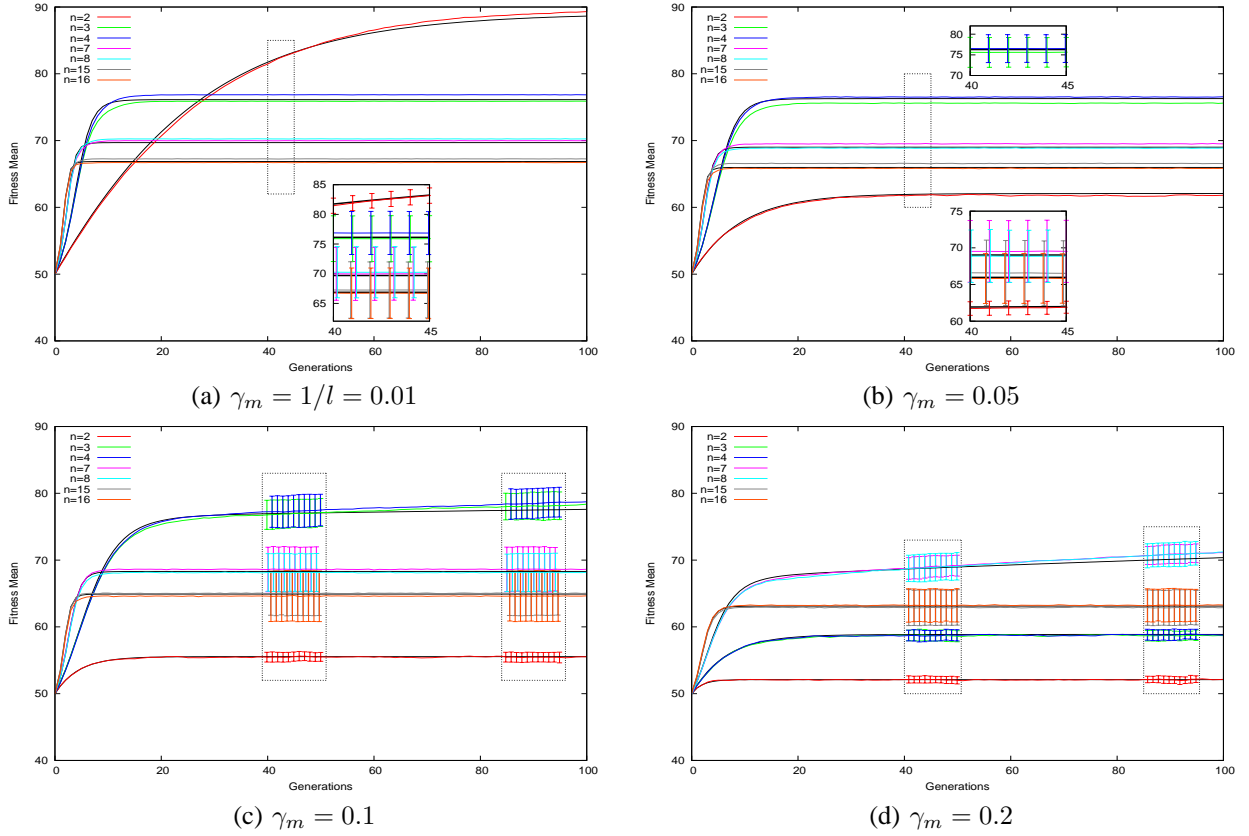 n=2
n=3
n=4
n=7
n=8
n=15
n=16
Fitness Mean
90
80
70
60
50
40
0
20
40
60
80
100
Generations
85
80
75
70
65
40
45
(a) γm = 1/l = 0.01
n=2
n=3
n=4
n=7
n=8
n=15
n=16
Fitness Mean
90
80
70
60
50
40
0
20
40
60
80
100
Generations
80
75
70
40
45
75
70
65
60
40
45
(b) γm = 0.05
n=2
n=3
n=4
n=7
n=8
n=15
n=16
Fitness Mean
90
80
70
60
50
40
0
20
40
60
80
100
Generations
(c) γm = 0.1
n=2
n=3
n=4
n=7
n=8
n=15
n=16
Fitness Mean
90
80
70
60
50
40
0
20
40
60
80
100
Generations
(d) γm = 0.2